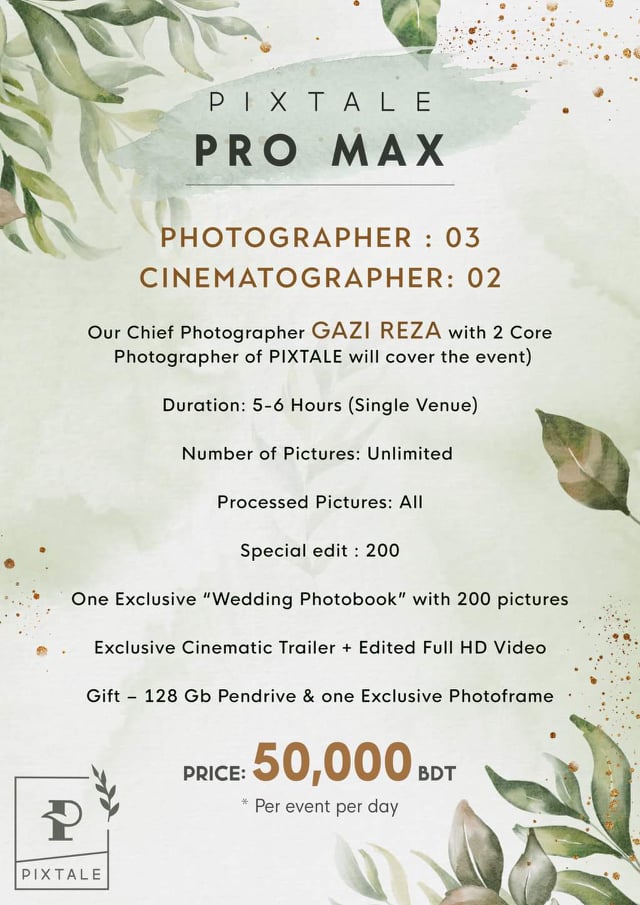 PIXTALE
PRO MAX
PHOTOGRAPHER : 03
CINEMATOGRAPHER: 02
Our Chief Photographer GAZI REZA with 2 Core
Photographer of PIXTALE will cover the event)
Duration: 5-6 Hours (Single Venue)
Number of Pictures: Unlimited
Processed Pictures: All
Special edit : 200
One Exclusive “Wedding Photobook” with 200 pictures
Exclusive Cinematic Trailer + Edited Full HD Video
Gift – 128 Gb Pendrive & one Exclusive Photoframe
PRICE: 50,000 BDT
* Per event per day
P
PIXTALE